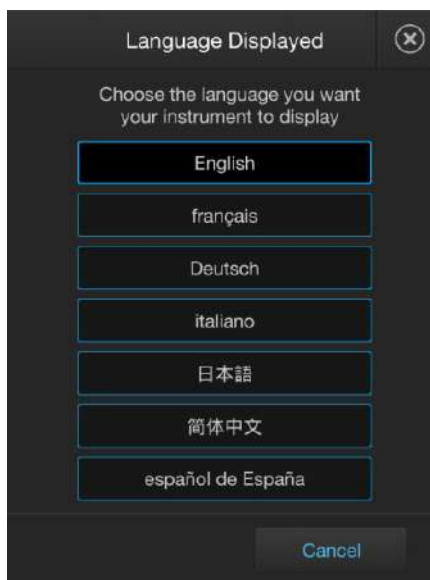 Language Displayed
Choose the language you want
your instrument to display
English
français
Deutsch
italiano
日本語
简体中文
español de España
Cancel